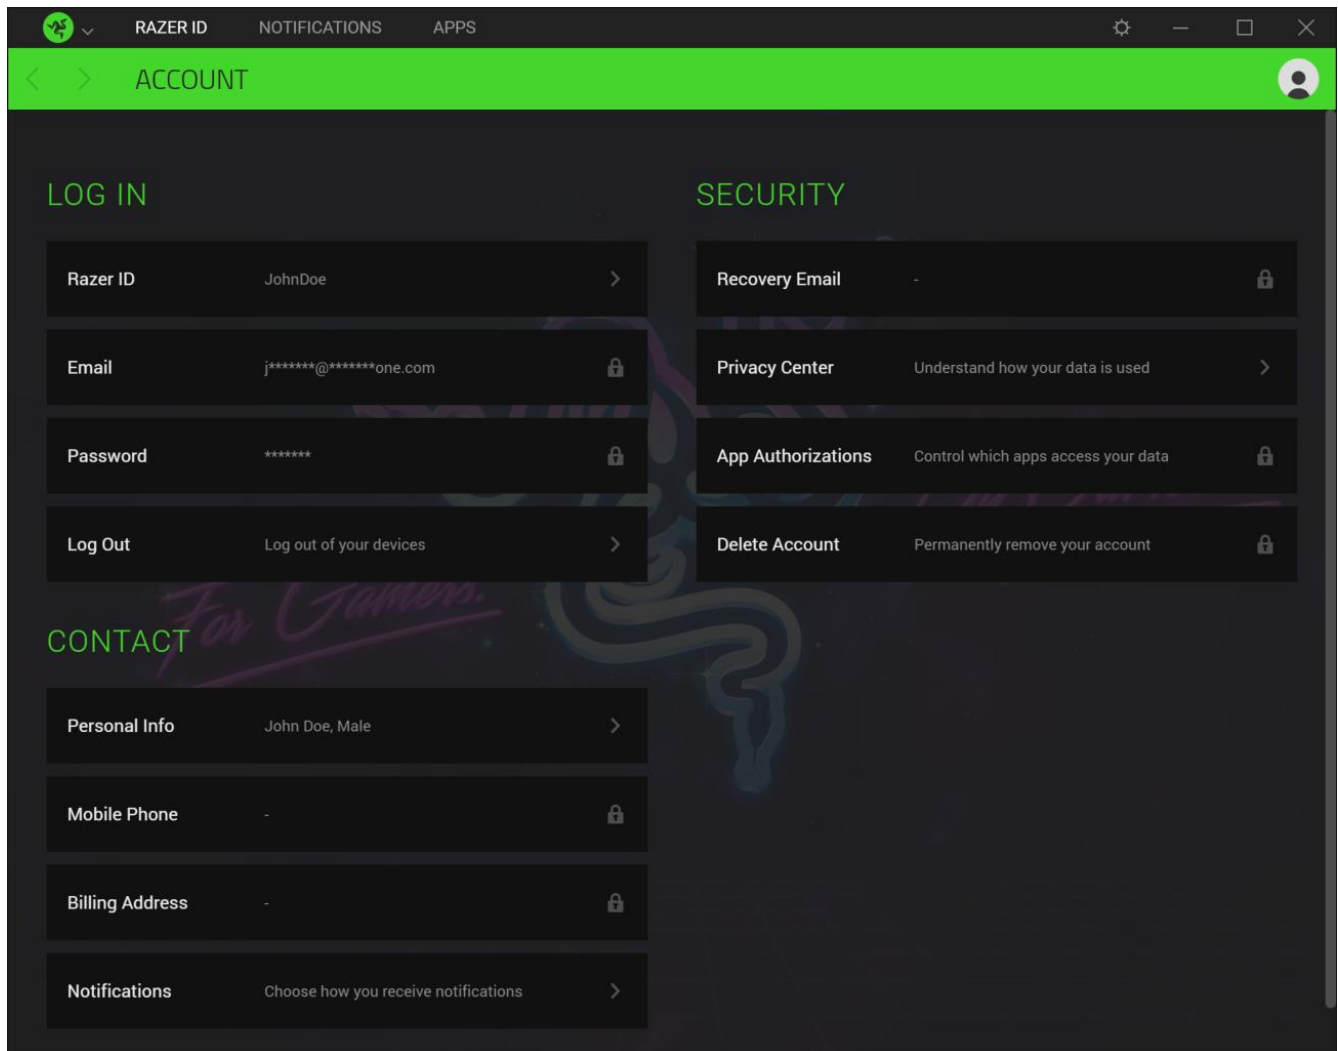 RAZER ID NOTIFICATIONS APPS
ACCOUNT
LOG IN
Razer ID JohnDoe
Email j*******@*******one.com
Password *******
Log Out Log out of your devices
CONTACT
Personal Info John Doe, Male
Mobile Phone -
Billing Address -
Notifications Choose how you receive notifications
SECURITY
Recovery Email -
Privacy Center Understand how your data is used
App Authorizations Control which apps access your data
Delete Account Permanently remove your account
For Gamers.